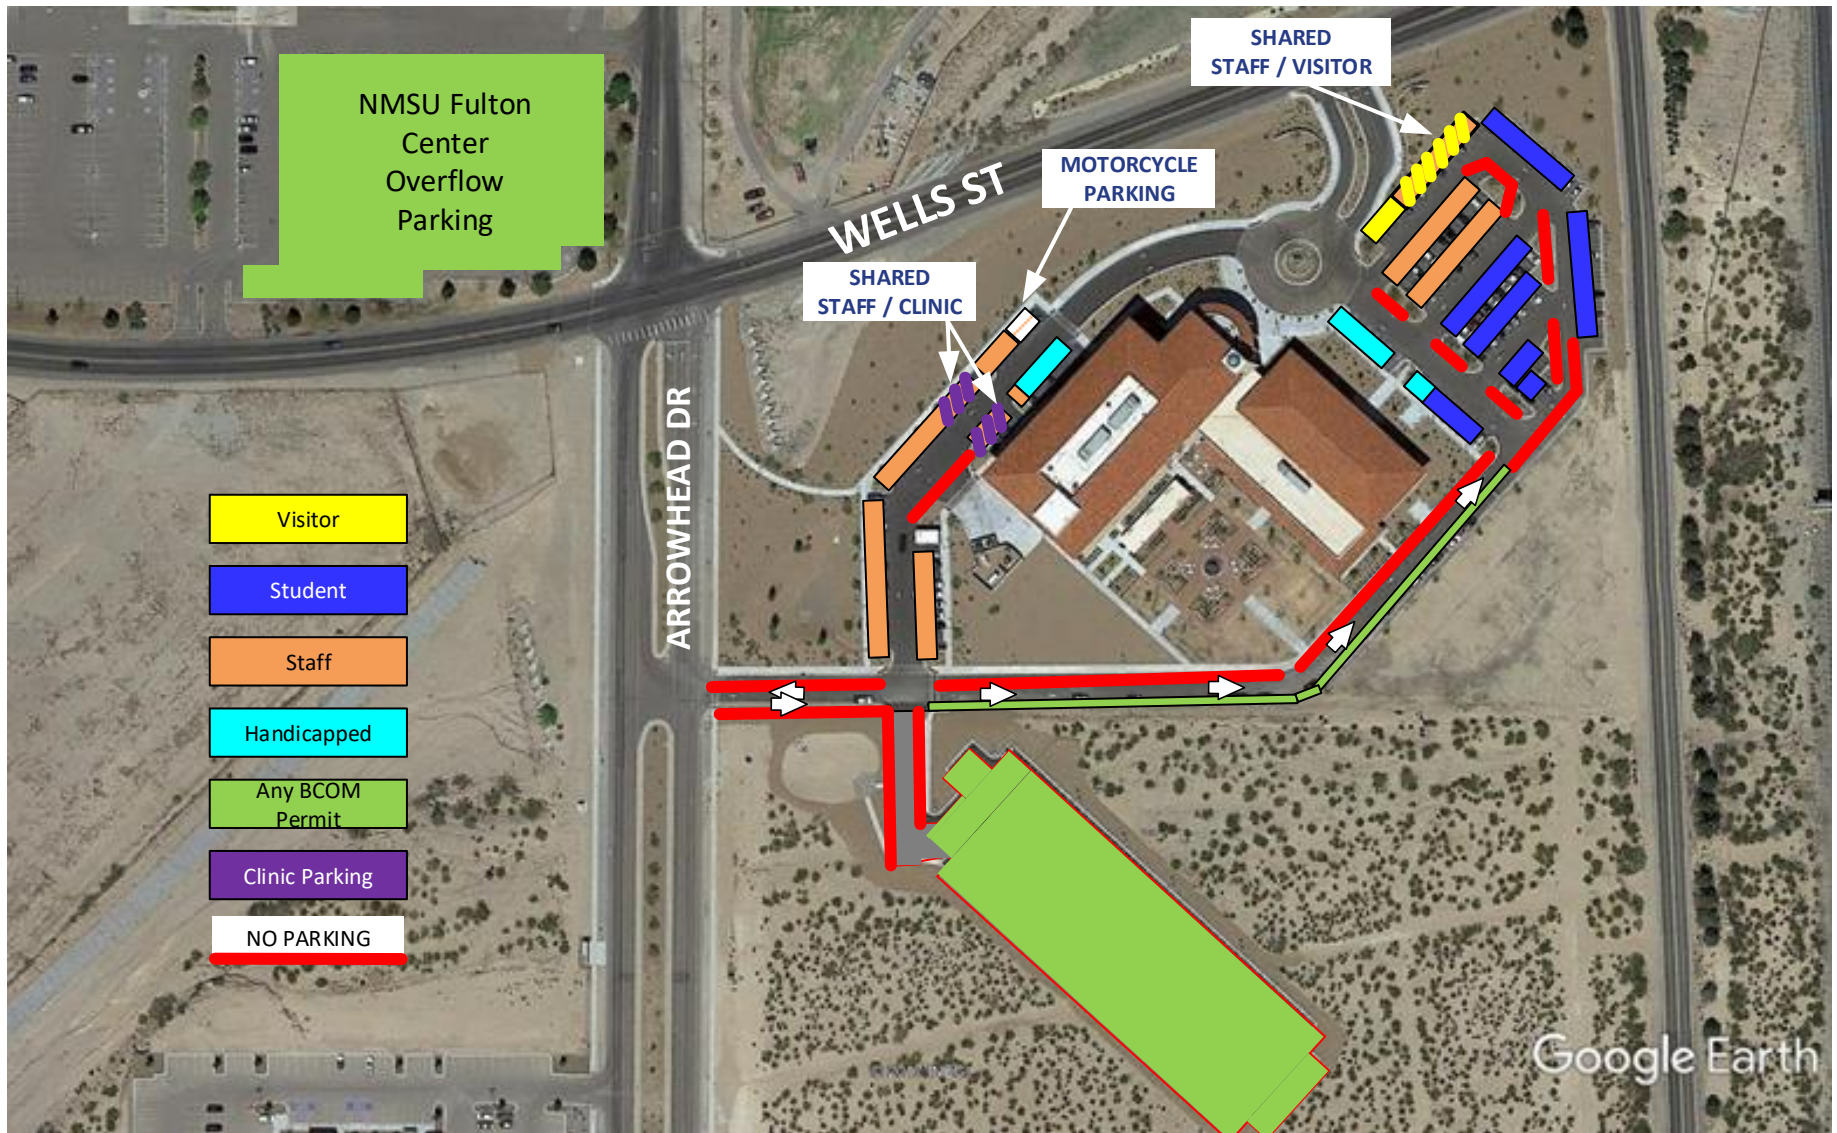 SHARED
STAFF / VISITOR
NMSU Fulton
Center
Overflow
Parking
MOTORCYCLE
PARKING
WELLS ST
SHARED
STAFF / CLINIC
ARROWHEAD DR
Visitor
Student
Staff
Handicapped
Any BCOM
Permit
Clinic Parking
NO PARKING
Google Earth